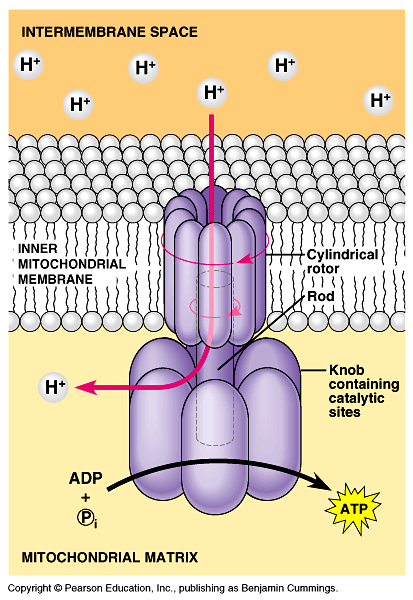 INTERMEMBRANE SPACE
H+
H+
H+
H+
H+
H+
INNER
MITOCHONDRIAL
MEMBRANE
Cylindrical
rotor
Rod
Knob
containing
catalytic
sites
H+
ADP
+
Pi
ATP
MITOCHONDRIAL MATRIX
Copyright © Pearson Education, Inc., publishing as Benjamin Cummings.